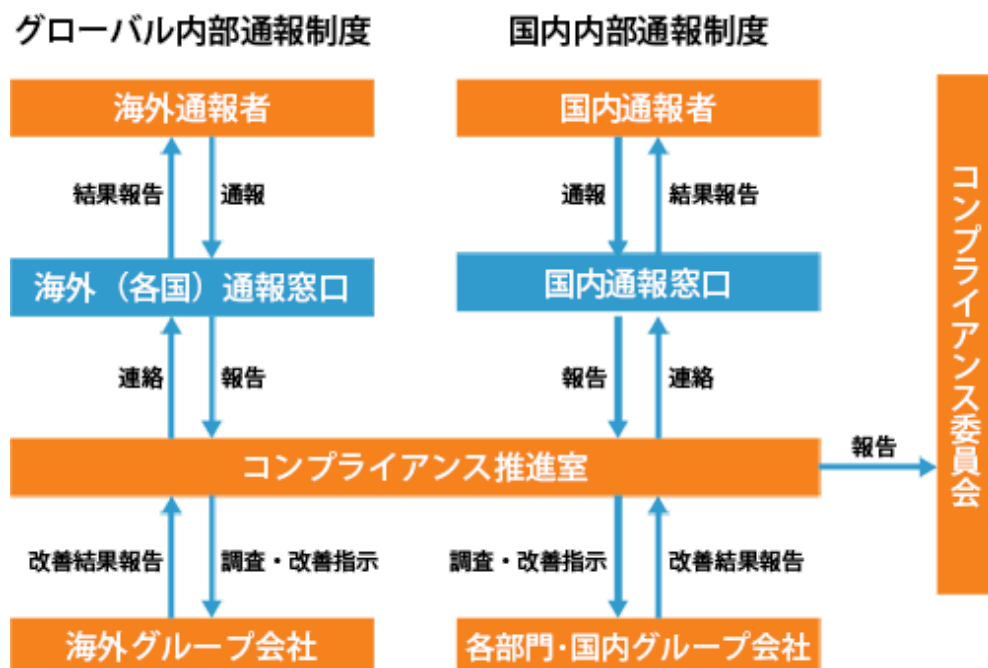 グローバル内部通報制度
国内内部通報制度
海外通報者
国内通報者
結果報告
通報
通報
結果報告
海外（各国）通報窓口
国内通報窓口
連絡
報告
報告
連絡
コンプライアンス推進室
報告
コンプライアンス委員会
改善結果報告
調査・改善指示
調査・改善指示
改善結果報告
海外グループ会社
各部門・国内グループ会社